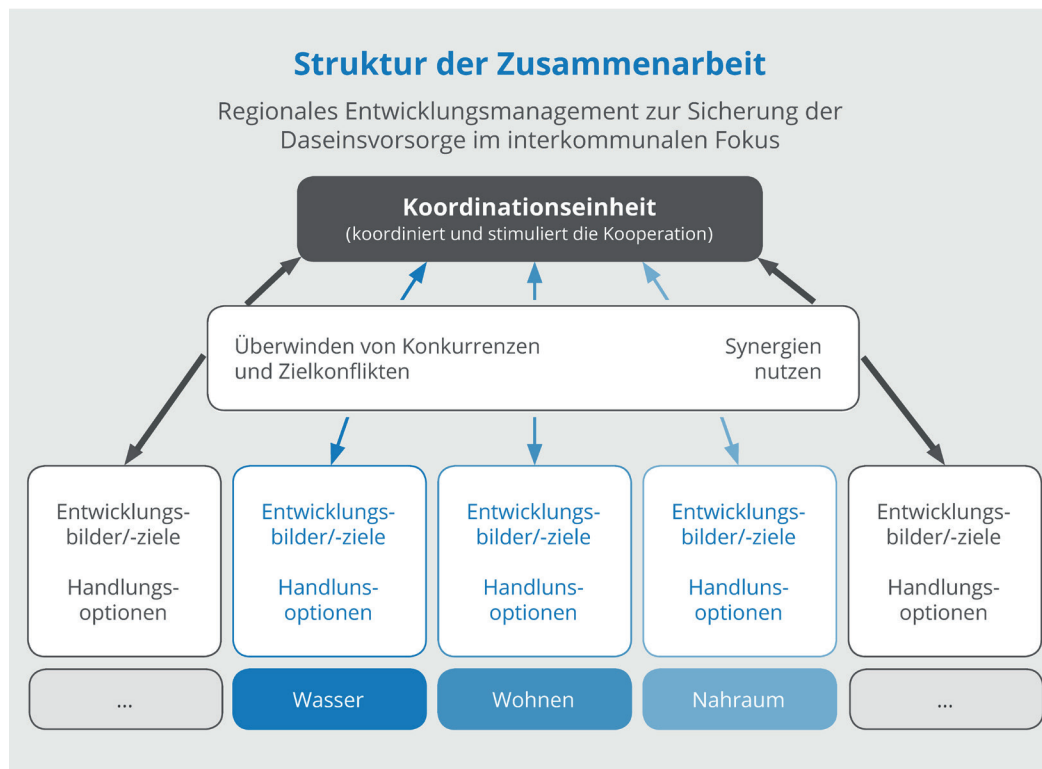 Struktur der Zusammenarbeit
Regionales Entwicklungsmanagement zur Sicherung der
Daseinsvorsorge im interkommunalen Fokus
Koordinationseinheit
(koordiniert und stimuliert die Kooperation)
Überwinden von Konkurrenzen
und Zielkonflikten
Synergien
nutzen
Entwicklungs-
bilder/-ziele
Handlungs-
optionen
...
Entwicklungs-
bilder/-ziele
Handluns-
optionen
Wasser
Entwicklungs-
bilder/-ziele
Handluns-
optionen
Wohnen
Entwicklungs-
bilder/-ziele
Handluns-
optionen
Nahraum
Entwicklungs-
bilder/-ziele
Handlungs-
optionen
...